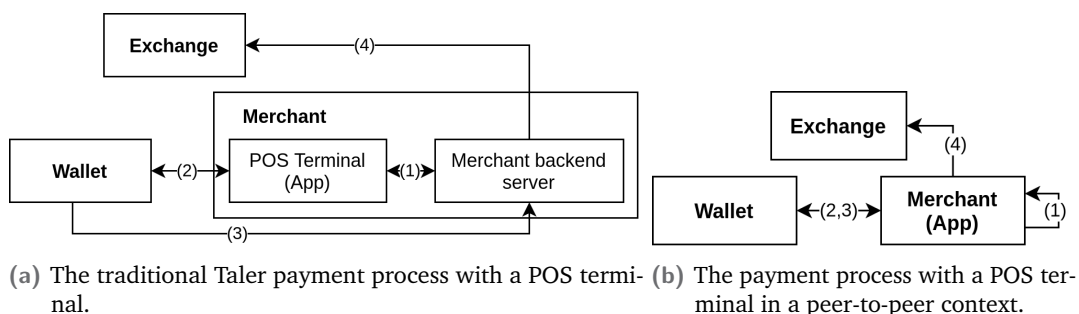 Exchange
(4)
Merchant
Wallet
(2)
POS Terminal
(App)
(1)
Merchant backend
server
(3)
(a) The traditional Taler payment process with a POS termi-
nal.
Exchange
(4)
Wallet
(2,3)
Merchant
(App)
(1)
(b) The payment process with a POS ter-
minal in a peer-to-peer context.